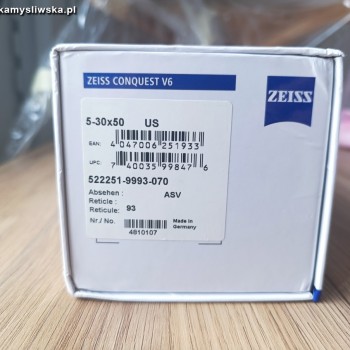 kamysliwska.pl
ZEISS CONQUEST V6
ZEISS
5-30x50 US
EAN:
4 047006 251933
UPC:
7 40035 99847 6
522251-9993-070
Absehen : ASV
Reticle :
Reticule: 93
Nr./ No. Made in
Germany
4810107